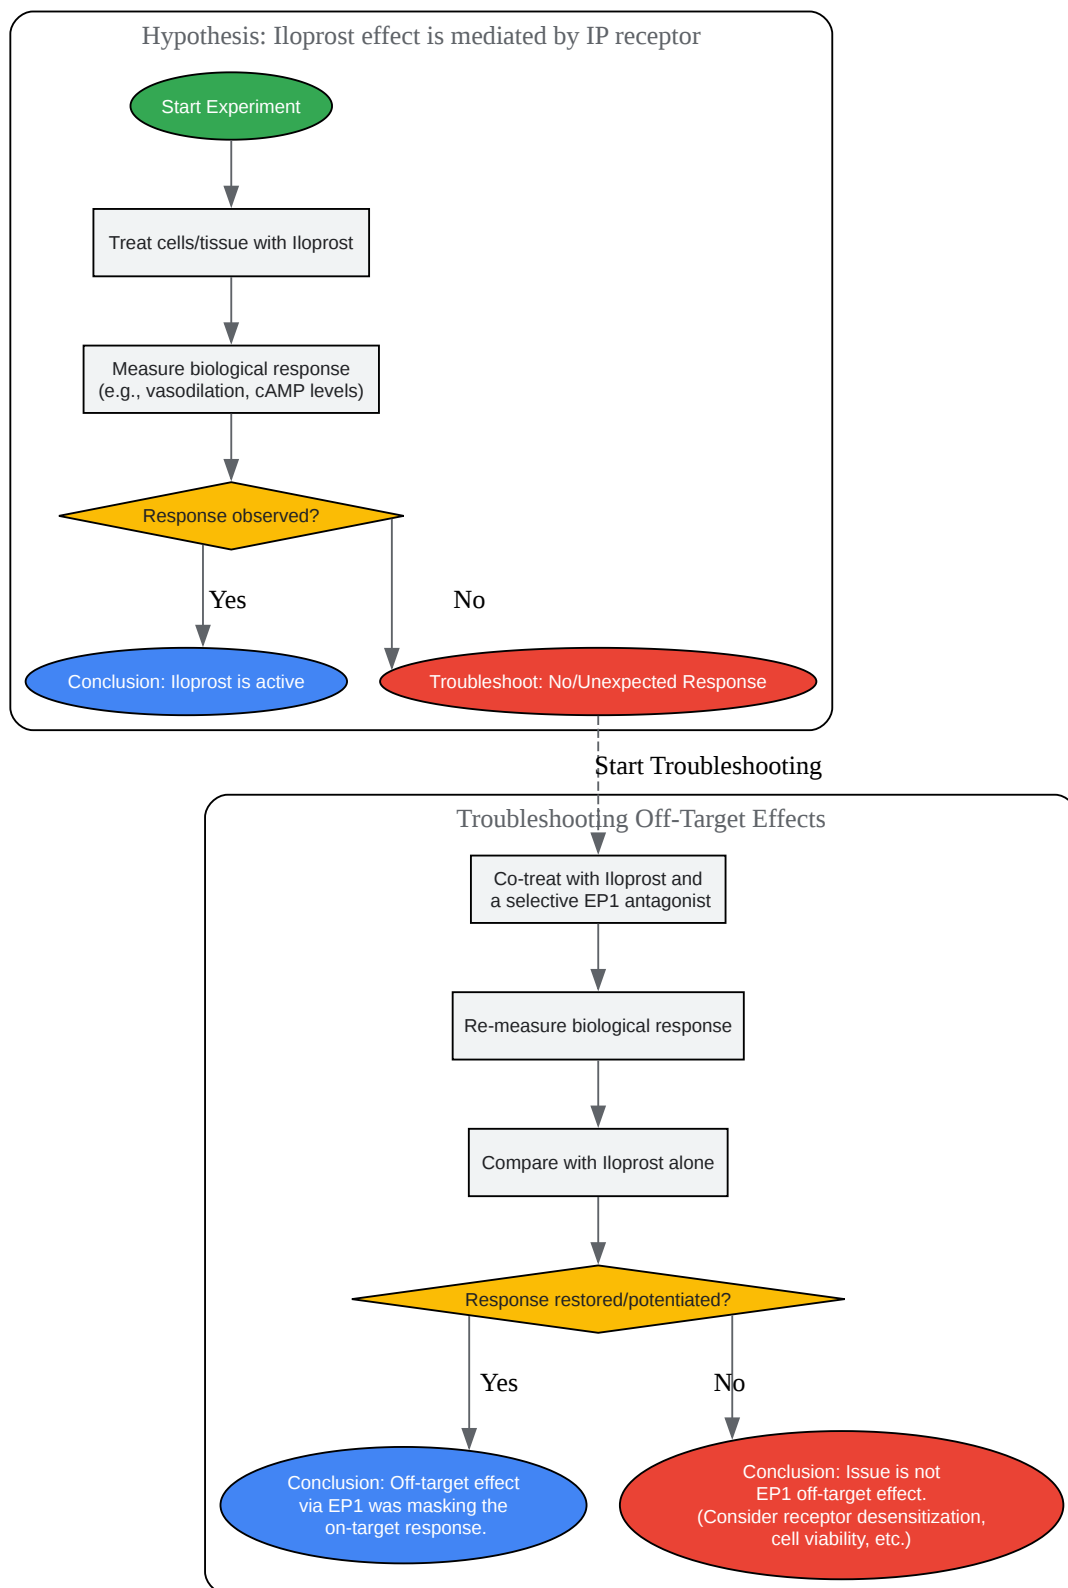 Hypothesis: Iloprost effect is mediated by IP receptor
Start Experiment
Treat cells/tissue with Iloprost
Measure biological response
(e.g., vasodilation, cAMP levels)
Response observed?
Yes
No
Conclusion: Iloprost is active
Troubleshoot: No/Unexpected Response
Start Troubleshooting
Troubleshooting Off-Target Effects
Co-treat with Iloprost and
a selective EP1 antagonist
Re-measure biological response
Compare with Iloprost alone
Response restored/potentiated?
Yes
No
Conclusion: Off-target effect
via EP1 was masking the
on-target response.
Conclusion: Issue is not
EP1 off-target effect.
(Consider receptor desensitization,
cell viability, etc.)